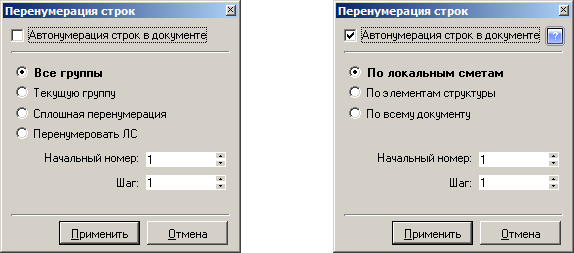 Перенумерация строк
Автонумерация строк в документе
Все группы
Текущую группу
Сплошная перенумерация
Перенумеровать ЛС
Начальный номер: 1
Шаг: 1
Применить Отмена
Перенумерация строк
Автонумерация строк в документе ?
По локальным сметам
По элементам структуры
По всему документу
Начальный номер: 1
Шаг: 1
Применить Отмена